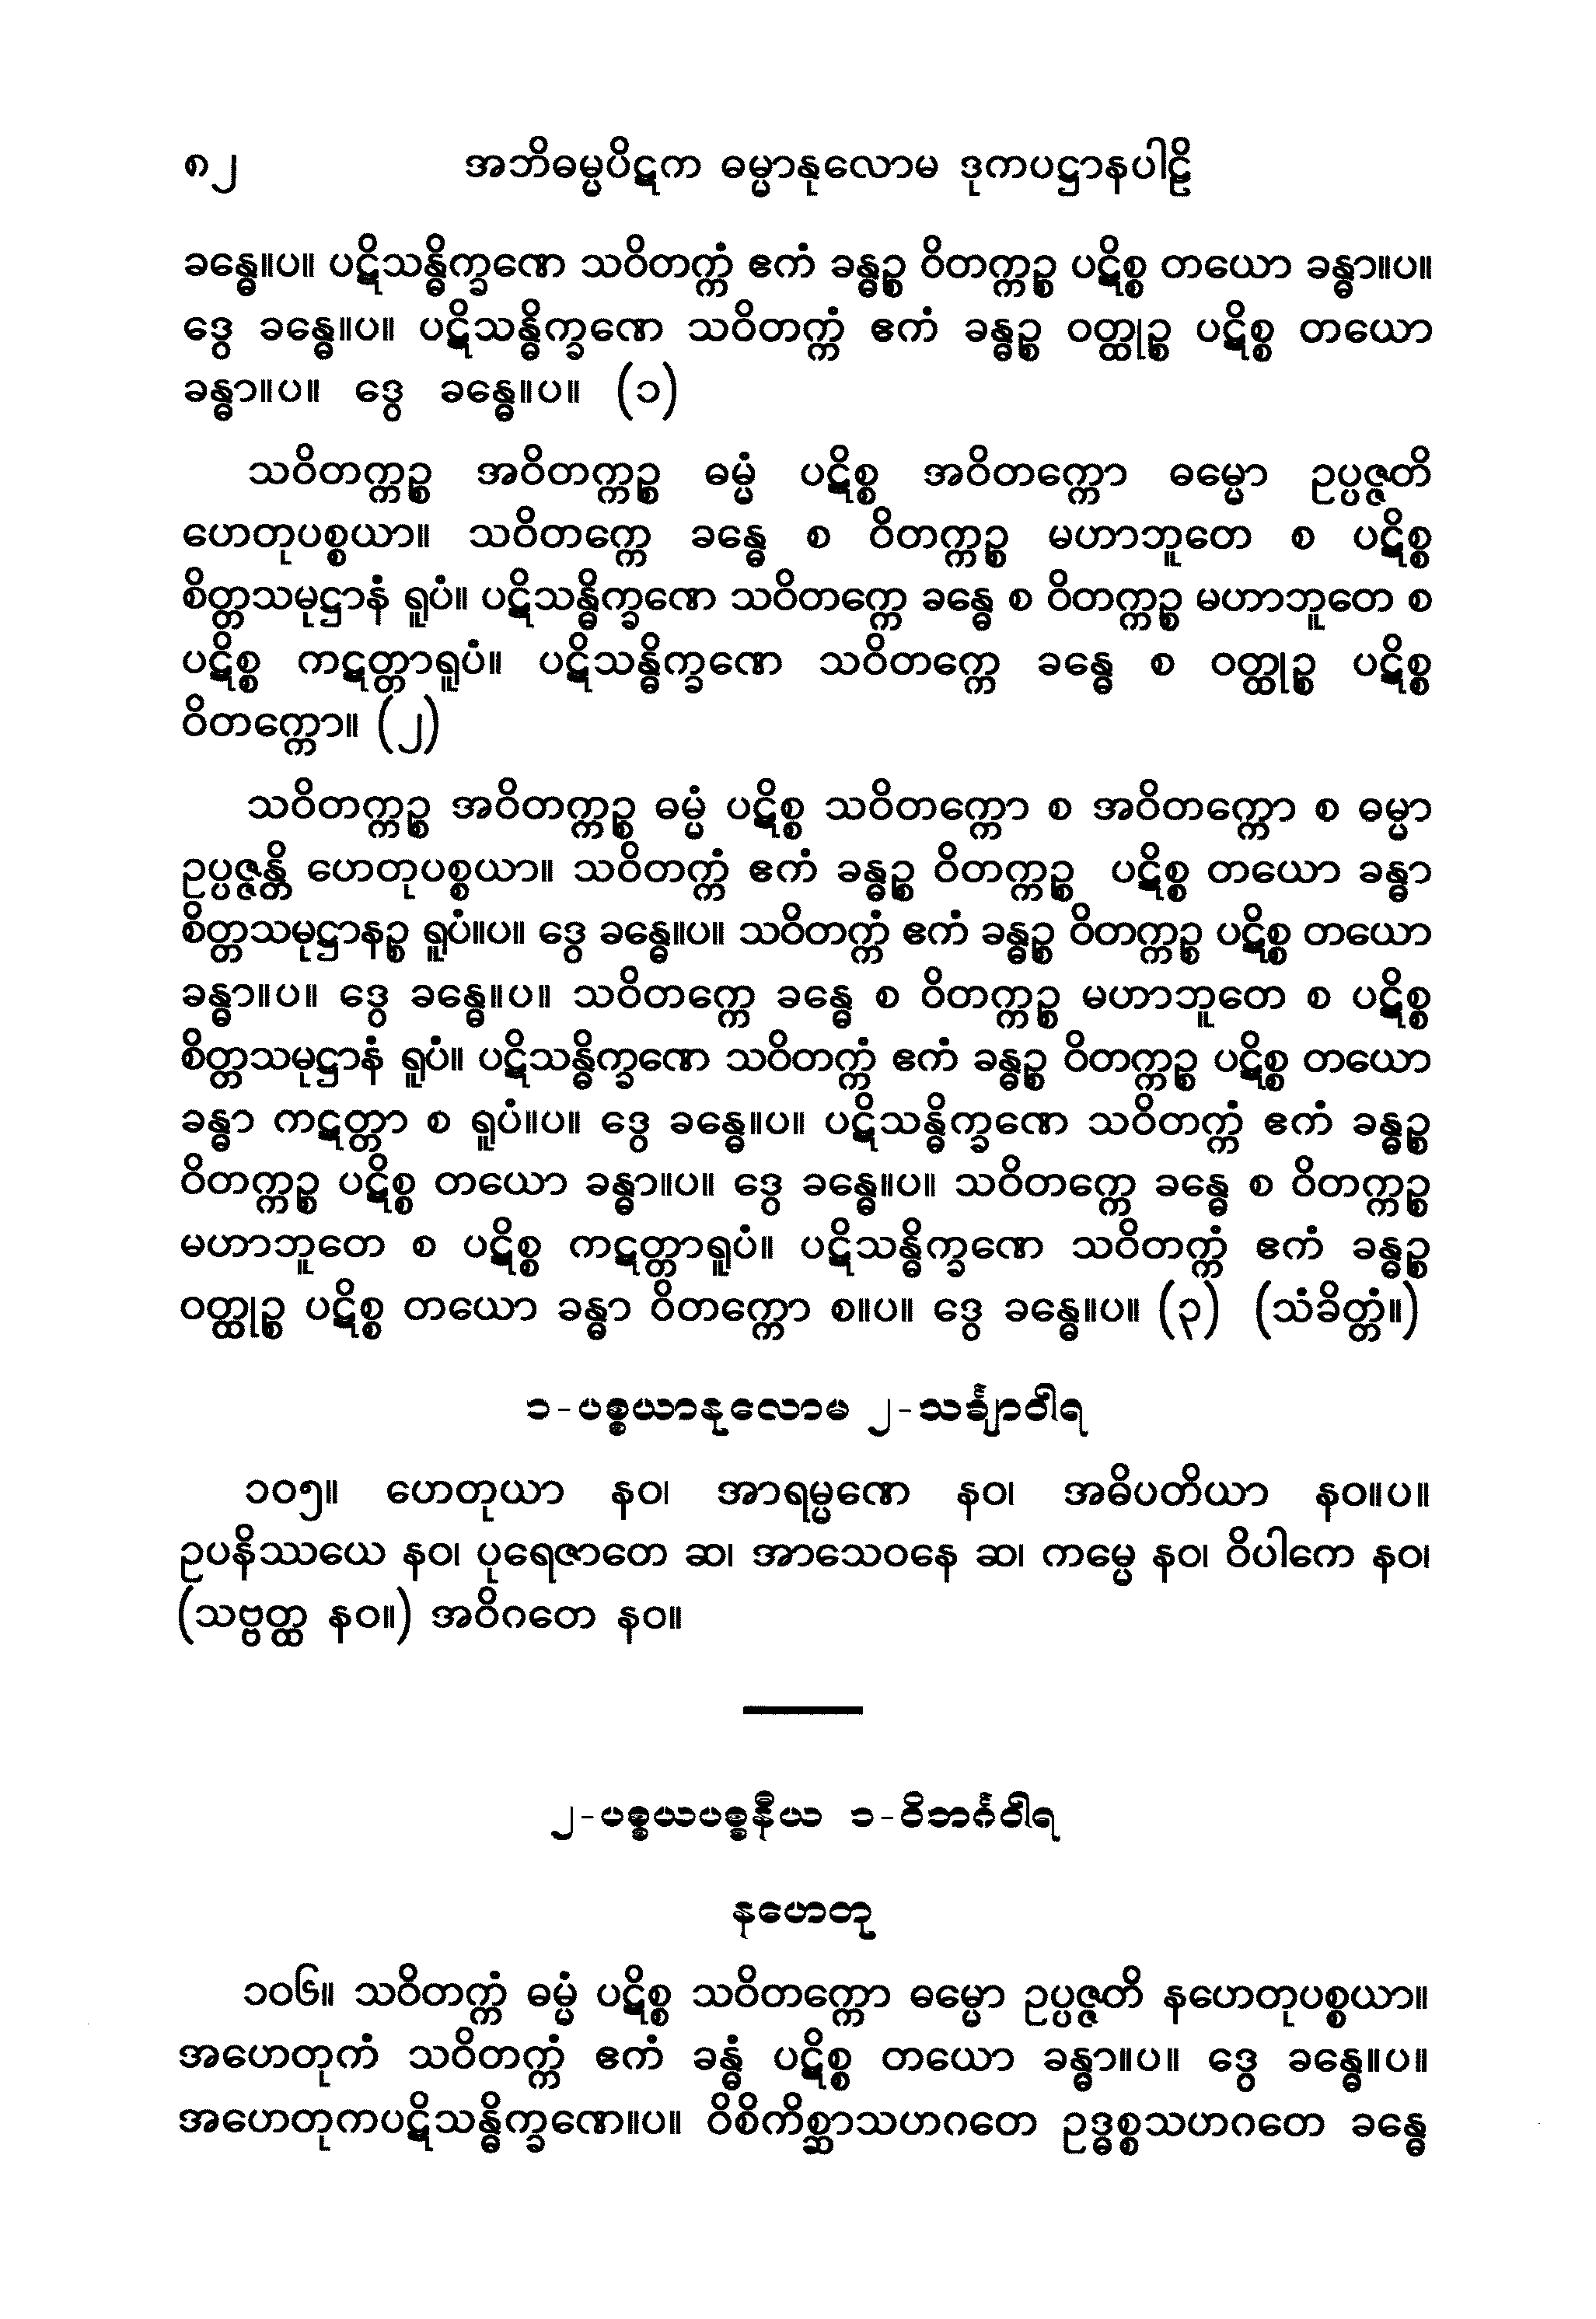 ၈၂ အဘိဓမ္မပိဋက ဓမ္မာနုလောမ ဒုကပဋ္ဌာနပါဠိ
ခန္ဓေ။ပ။ ပဋိသန္ဓိက္ခဏေ သဝိတက္ကံ ဧကံ ခန္ဓဉ္စ ဝိတက္ကဉ္စ ပဋိစ္စ တယော ခန္ဓာ။ပ။
ဒွေ ခန္ဓေ။ပ။ ပဋိသန္ဓိက္ခဏေ သဝိတက္ကံ ဧကံ ခန္ဓဉ္စ ဝတ္ထုဉ္စ ပဋိစ္စ တယော
ခန္ဓာ။ပ။ ဒွေ ခန္ဓေ။ပ။ (၁)
သဝိတက္ကဉ္စ အဝိတက္ကဉ္စ ဓမ္မံ ပဋိစ္စ အဝိတက္ကော ဓမ္မော ဥပ္ပဇ္ဇတိ
ဟေတုပစ္စယာ။ သဝိတက္ကေ ခန္ဓေ စ ဝိတက္ကဉ္စ မဟာဘူတေ စ ပဋိစ္စ
စိတ္တသမုဋ္ဌာနံ ရူပံ။ ပဋိသန္ဓိက္ခဏေ သဝိတက္ကေ ခန္ဓေ စ ဝိတက္ကဉ္စ မဟာဘူတေ စ
ပဋိစ္စ ကဋတ္တာရူပံ။ ပဋိသန္ဓိက္ခဏေ သဝိတက္ကေ ခန္ဓေ စ ဝတ္ထုဉ္စ ပဋိစ္စ
ဝိတက္ကော။ (၂)
သဝိတက္ကဉ္စ အဝိတက္ကဉ္စ ဓမ္မံ ပဋိစ္စ သဝိတက္ကော စ အဝိတက္ကော စ ဓမ္မာ
ဥပ္ပဇ္ဇန္တိ ဟေတုပစ္စယာ။ သဝိတက္ကံ ဧကံ ခန္ဓဉ္စ ဝိတက္ကဉ္စ ပဋိစ္စ တယော ခန္ဓာ
စိတ္တသမုဋ္ဌာနဉ္စ ရူပံ။ပ။ ဒွေ ခန္ဓေ။ပ။ သဝိတက္ကံ ဧကံ ခန္ဓဉ္စ ဝိတက္ကဉ္စ ပဋိစ္စ တယော
ခန္ဓာ။ပ။ ဒွေ ခန္ဓေ။ပ။ သဝိတက္ကေ ခန္ဓေ စ ဝိတက္ကဉ္စ မဟာဘူတေ စ ပဋိစ္စ
စိတ္တသမုဋ္ဌာနံ ရူပံ။ ပဋိသန္ဓိက္ခဏေ သဝိတက္ကံ ဧကံ ခန္ဓဉ္စ ဝိတက္ကဉ္စ ပဋိစ္စ တယော
ခန္ဓာ ကဋတ္တာ စ ရူပံ။ပ။ ဒွေ ခန္ဓေ။ပ။ ပဋိသန္ဓိက္ခဏေ သဝိတက္ကံ ဧကံ ခန္ဓဉ္စ
ဝိတက္ကဉ္စ ပဋိစ္စ တယော ခန္ဓာ။ပ။ ဒွေ ခန္ဓေ။ပ။ သဝိတက္ကေ ခန္ဓေ စ ဝိတက္ကဉ္စ
မဟာဘူတေ စ ပဋိစ္စ ကဋတ္တာရူပံ။ ပဋိသန္ဓိက္ခဏေ သဝိတက္ကံ ဧကံ ခန္ဓဉ္စ
ဝတ္ထုဉ္စ ပဋိစ္စ တယော ခန္ဓာ ဝိတက္ကော စ။ပ။ ဒွေ ခန္ဓေ။ပ။ (၃) (သံခိတ္တံ။)
၁-ပစ္စယာနုလောမ ၂-သင်္ချာဝါရ
၁၀၅။ ဟေတုယာ နဝ၊ အာရမ္မဏေ နဝ၊ အဓိပတိယာ နဝ။ပ။
ဥပနိဿယေ နဝ၊ ပုရေဇာတေ ဆ၊ အာသေဝနေ ဆ၊ ကမ္မေ နဝ၊ ဝိပါကေ နဝ၊
(သဗ္ဗတ္ထ နဝ။) အဝိဂတေ နဝ။
၂-ပစ္စယပစ္စနီယ ၁-ဝိဘင်္ဂဝါရ
နဟေတု
၁၀၆။ သဝိတက္ကံ ဓမ္မံ ပဋိစ္စ သဝိတက္ကော ဓမ္မော ဥပ္ပဇ္ဇတိ နဟေတုပစ္စယာ။
အဟေတုကံ သဝိတက္ကံ ဧကံ ခန္ဓံ ပဋိစ္စ တယော ခန္ဓာ။ပ။ ဒွေ ခန္ဓေ။ပ။
အဟေတုကပဋိသန္ဓိက္ခဏေ။ပ။ ဝိစိကိစ္ဆာသဟဂတေ ဥဒ္ဓစ္စသဟဂတေ ခန္ဓေ